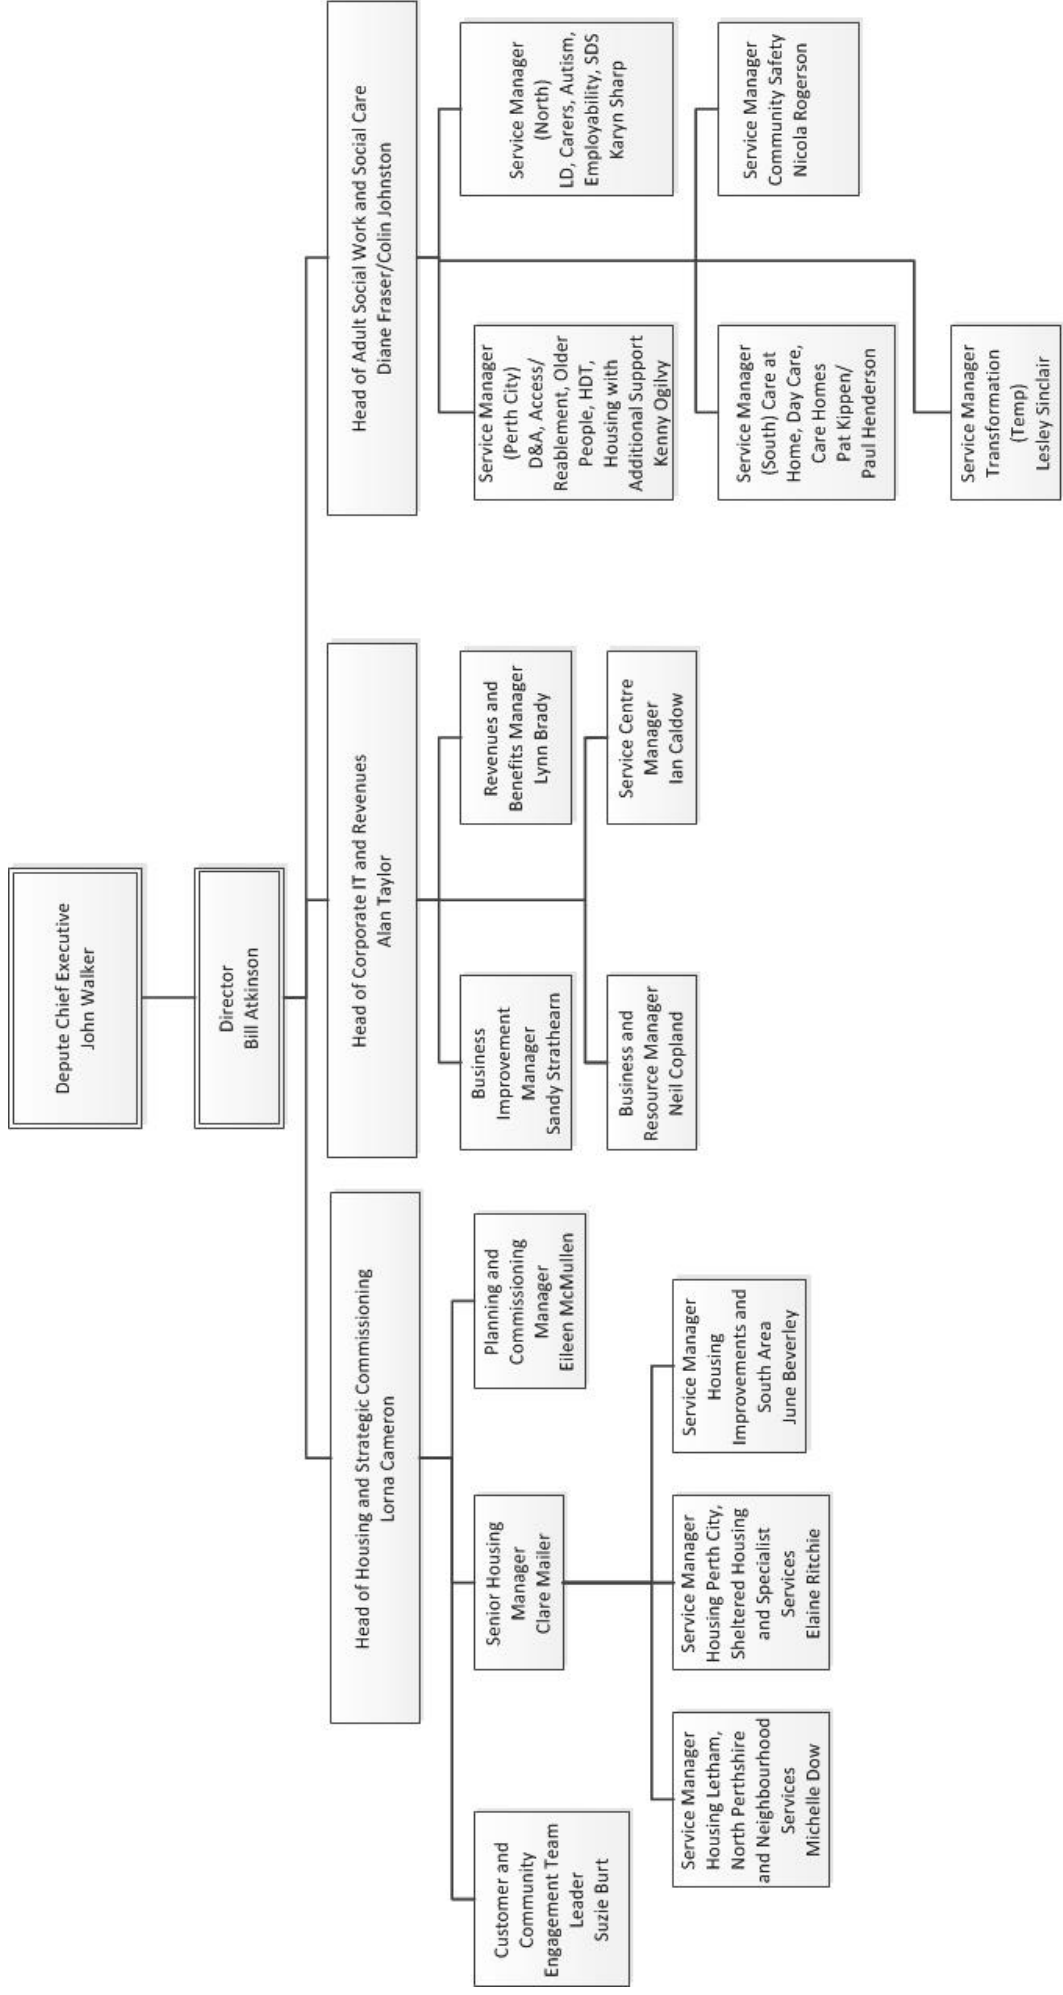 Depute Chief Executive
John Walker
Director
Bill Atkinson
Head of Housing and Strategic Commissioning
Lorna Cameron
Head of Corporate IT and Revenues
Alan Taylor
Head of Adult Social Work and Social Care
Diane Fraser/Colin Johnston
Customer and
Community
Engagement Team
Leader
Suzie Burt
Senior Housing
Manager
Clare Mailer
Planning and
Commissioning
Manager
Eileen McMullen
Service Manager
Housing Letham,
North Perthshire
and Neighbourhood
Services
Michelle Dow
Service Manager
Housing Perth City,
Sheltered Housing
and Specialist
Services
Elaine Ritchie
Service Manager
Housing
Improvements and
South Area
June Beverley
Business
Improvement
Manager
Sandy Strathearn
Revenues and
Benefits Manager
Lynn Brady
Business and
Resource Manager
Neil Copland
Service Centre
Manager
Ian Caldow
Service Manager
(Perth City)
D&A, Access/
Reablement, Older
People, HDT,
Housing with
Additional Support
Kenny Ogilvy
Service Manager
(North)
LD, Carers, Autism,
Employability, SDS
Karyn Sharp
Service Manager
(South) Care at
Home, Day Care,
Care Homes
Pat Kippen/
Paul Henderson
Service Manager
Community Safety
Nicola Rogerson
Service Manager
Transformation
(Temp)
Lesley Sinclair